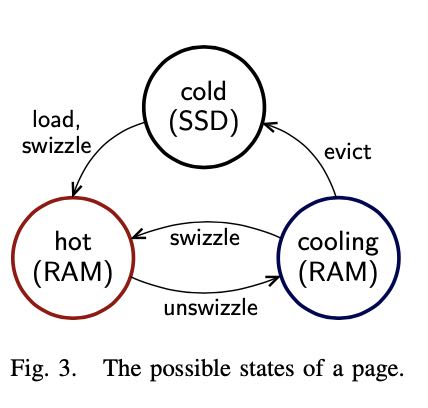 cold
(SSD)
load,
swizzle
evict
hot
(RAM)
swizzle
cooling
(RAM)
unswizzle
Fig. 3. The possible states of a page.